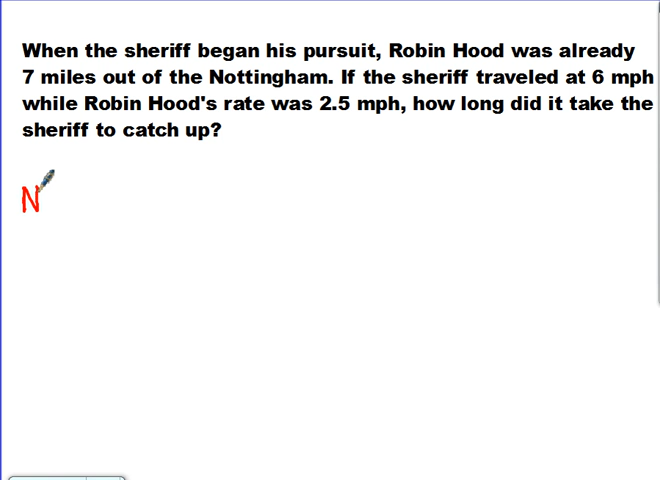 When the sheriff began his pursuit, Robin Hood was already
7 miles out of the Nottingham. If the sheriff traveled at 6 mph
while Robin Hood's rate was 2.5 mph, how long did it take the
sheriff to catch up?
N